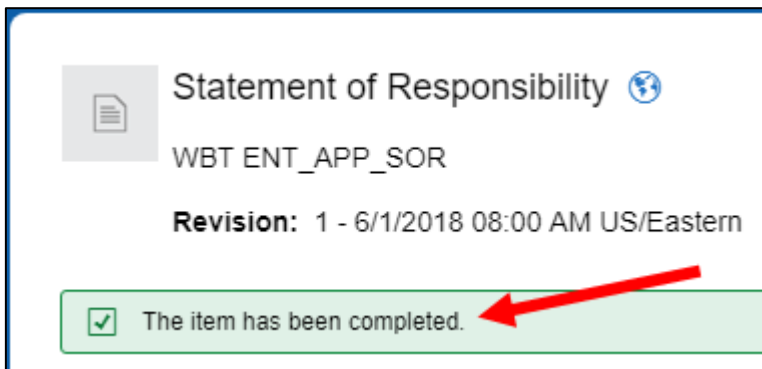 Statement of Responsibility
WBT ENT_APP_SOR
Revision: 1 - 6/1/2018 08:00 AM US/Eastern
The item has been completed.